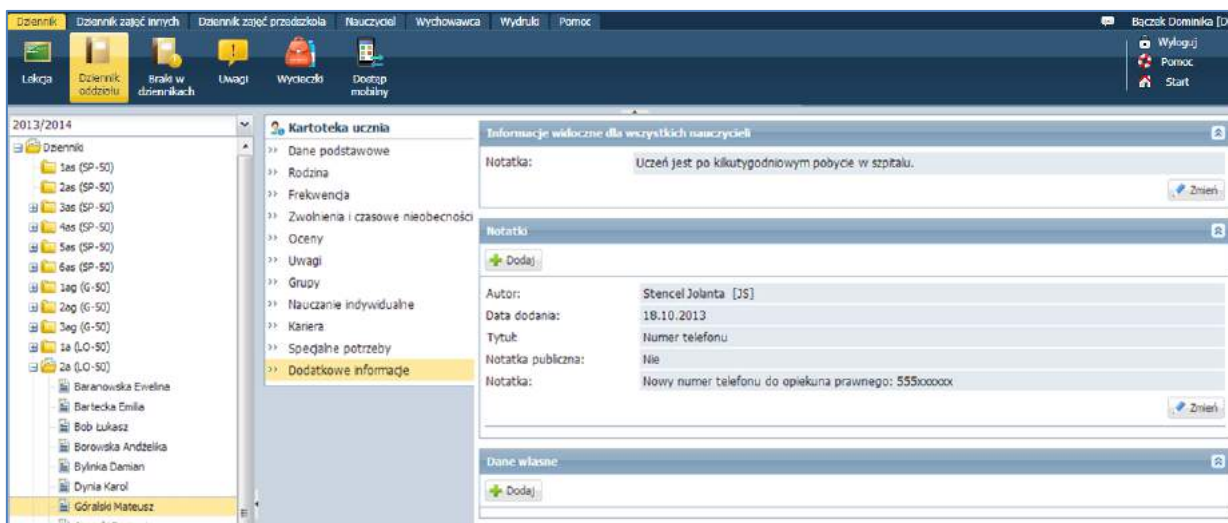 Dziennik Dziennik zajęć innych Dziennik zajęć przedszkola Nauczyciel Wychowawca Wydruki Pomoc Bączek Dominika [D
Lekcja Dziennik oddziału Braki w dziennikach Uwagi Wycieczki Dostęp mobilny
Wyloguj
Pomoc
Start
2013/2014
Dzienniki
1as (SP-50)
2as (SP-50)
3as (SP-50)
4as (SP-50)
5as (SP-50)
6as (SP-50)
1ag (G-50)
2ag (G-50)
3ag (G-50)
1a (LO-50)
2a (LO-50)
Baranowska Ewelina
Bartecka Emilia
Bob Łukasz
Borowska Andżelika
Bylinka Damian
Dynia Karol
Góralski Mateusz
Kartoteka ucznia
Dane podstawowe
Rodzina
Frekwencja
Zwolnienia i czasowe nieobecności
Oceny
Uwagi
Grupy
Nauczanie indywidualne
Kariera
Specjalne potrzeby
Dodatkowe informacje
Informacje widoczne dla wszystkich nauczycieli
Notatka: Uczeń jest po kilkutygodniowym pobycie w szpitalu.
Zmień
Notatki
Dodaj
Autor: Stencel Jolanta [JS]
Data dodania: 18.10.2013
Tytuł: Numer telefonu
Notatka publiczna: Nie
Notatka: Nowy numer telefonu do opiekuna prawnego: 555xxxxxx
Zmień
Dane własne
Dodaj